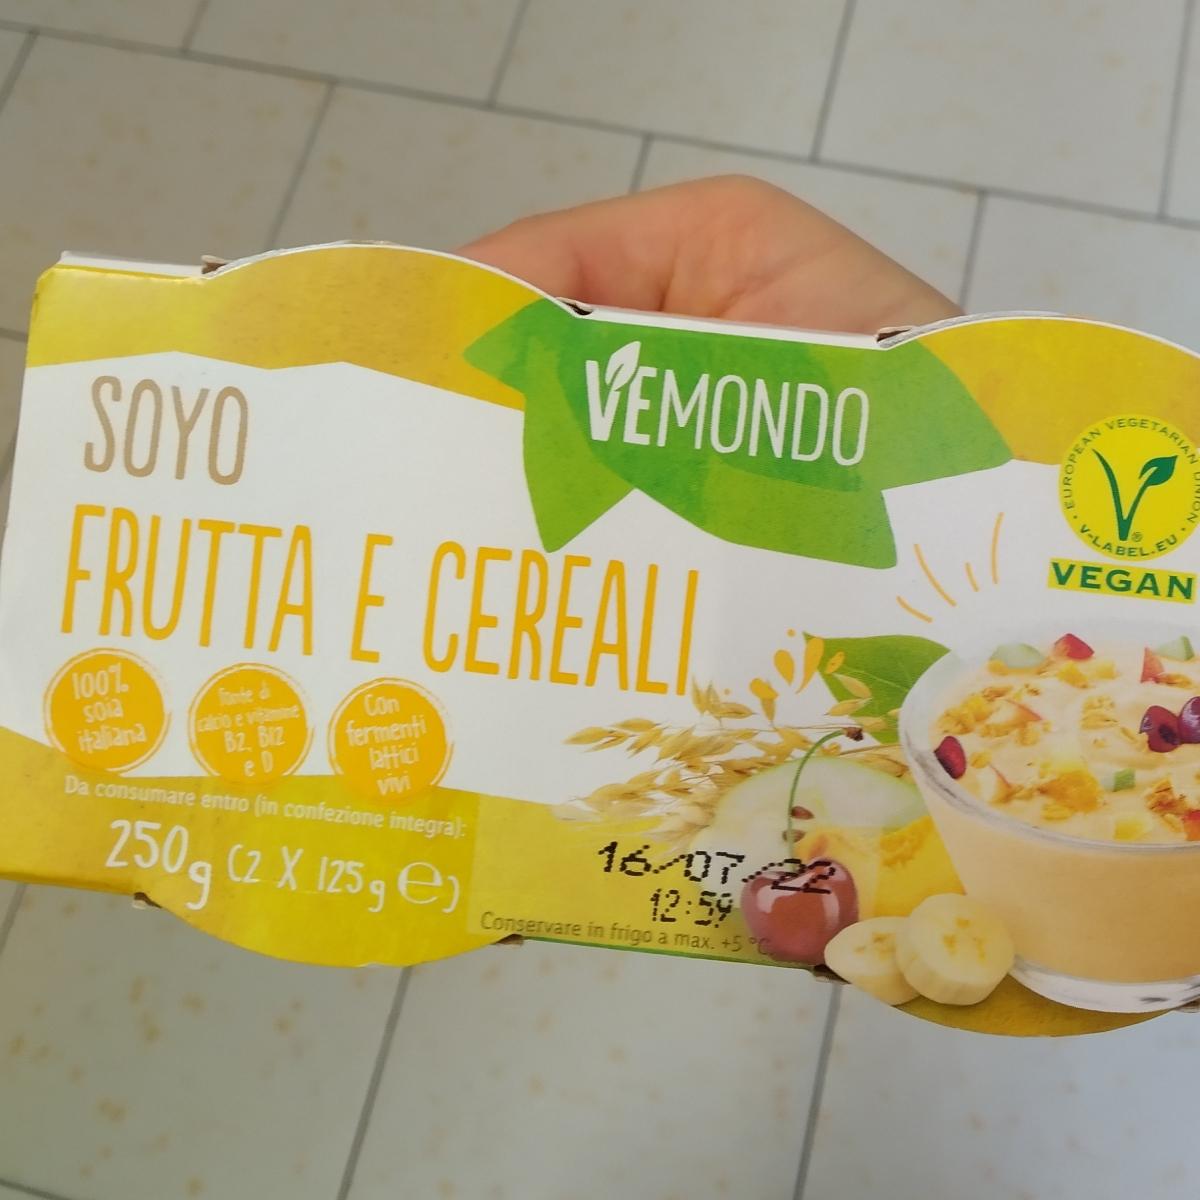 VEMONDO
SOYO
FRUTTA E CEREALI
100%
soia
italiana
Fonte di
calcio e vitamine
B2, B12
e D
Con
fermenti
lattici
vivi
EUROPEAN VEGETARIAN UNION
V-LABEL.EU
®
VEGAN
Da consumare entro (in confezione integra):
250g (2 X 125g ℮)
16/07/22
12:59
Conservare in frigo a max. +5 °C